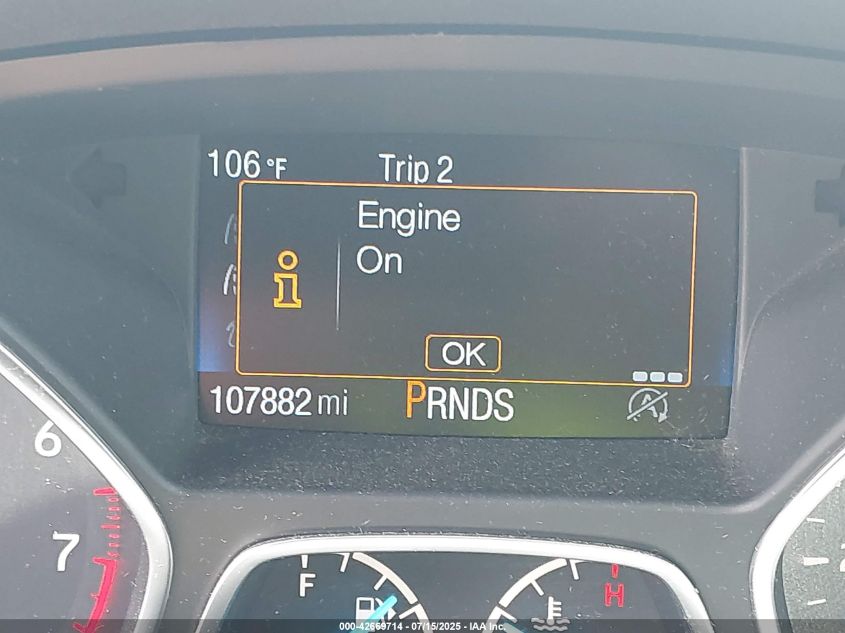 106 °F Trip 2
Engine
On
OK
107882 mi PRNDS
A
6
7
F
H
000-42669714 - 07/15/2025 - IAA Inc.